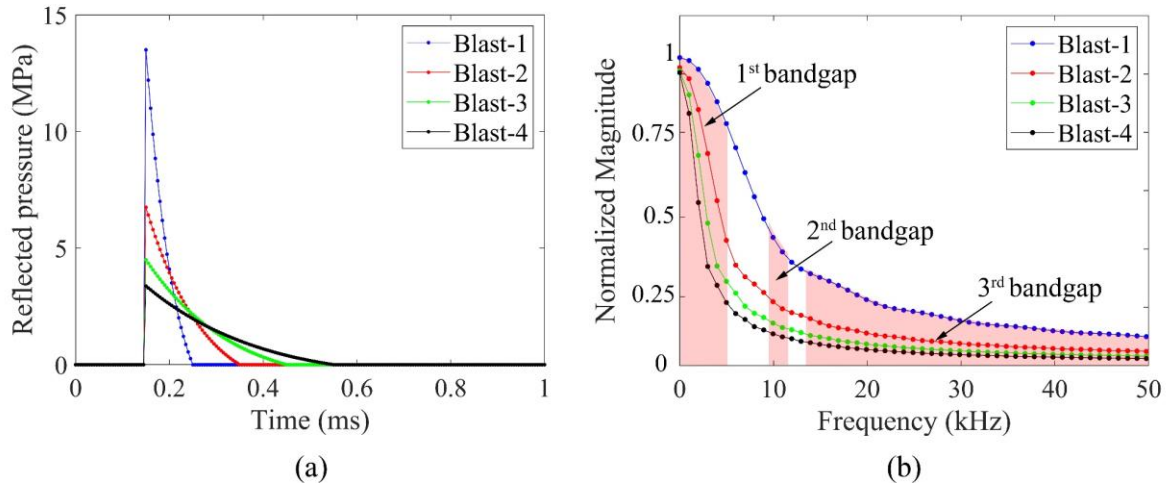 15
10
5
0
Reflected pressure (MPa)
Blast-1
Blast-2
Blast-3
Blast-4
0.2
0.4
0.6
0.8
1
Time (ms)
(a)
1
0.75
0.5
0.25
0
Normalized Magnitude
1st bandgap
2nd bandgap
3rd bandgap
Blast-1
Blast-2
Blast-3
Blast-4
0
10
20
30
40
50
Frequency (kHz)
(b)